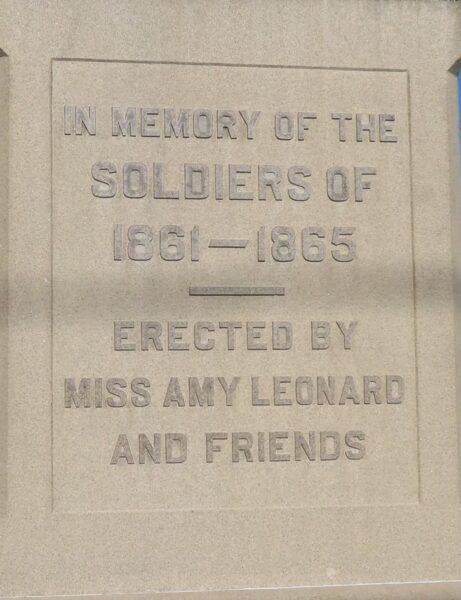 IN MEMORY OF THE
SOLDIERS OF
1861—1865
ERECTED BY
MISS AMY LEONARD
AND FRIENDS